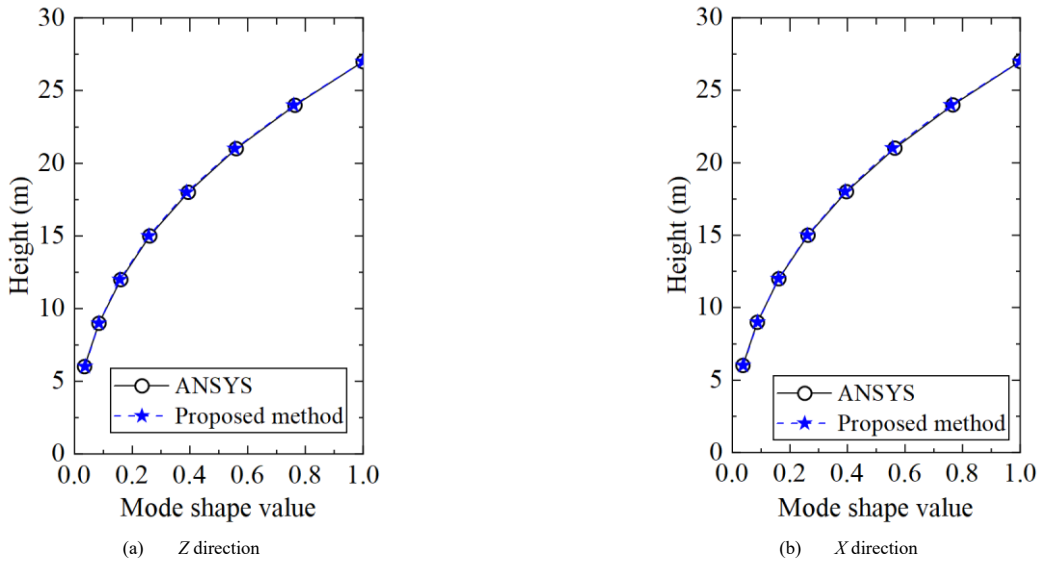 30
25
20
15
10
5
0
Height (m)
0.0 0.2 0.4 0.6 0.8 1.0
Mode shape value
ANSYS
Proposed method
(a) Z direction
30
25
20
15
10
5
0
Height (m)
0.0 0.2 0.4 0.6 0.8 1.0
Mode shape value
ANSYS
Proposed method
(b) X direction